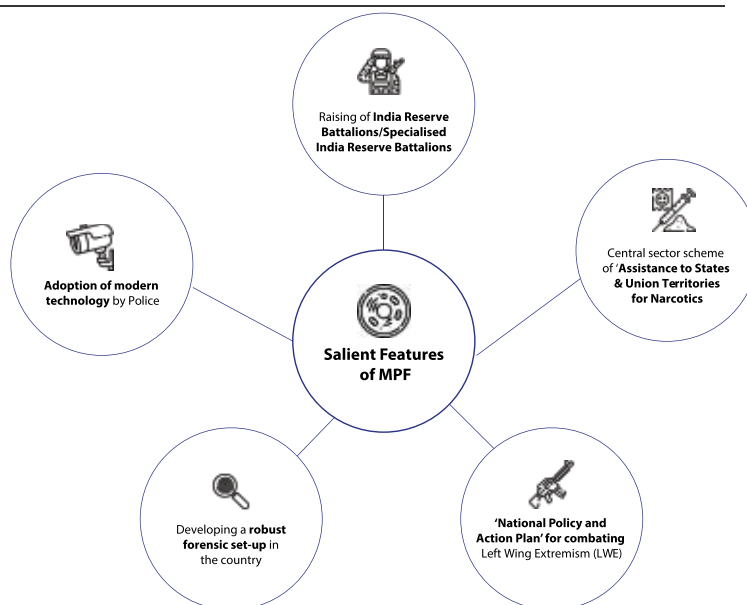 Raising of India Reserve
Battalions/Specialised
India Reserve Battalions
Central sector scheme
of ‘Assistance to States
& Union Territories
for Narcotics
Adoption of modern
technology by Police
Salient Features
of MPF
Developing a robust
forensic set-up in
the country
‘National Policy and
Action Plan’ for combating
Left Wing Extremism (LWE)